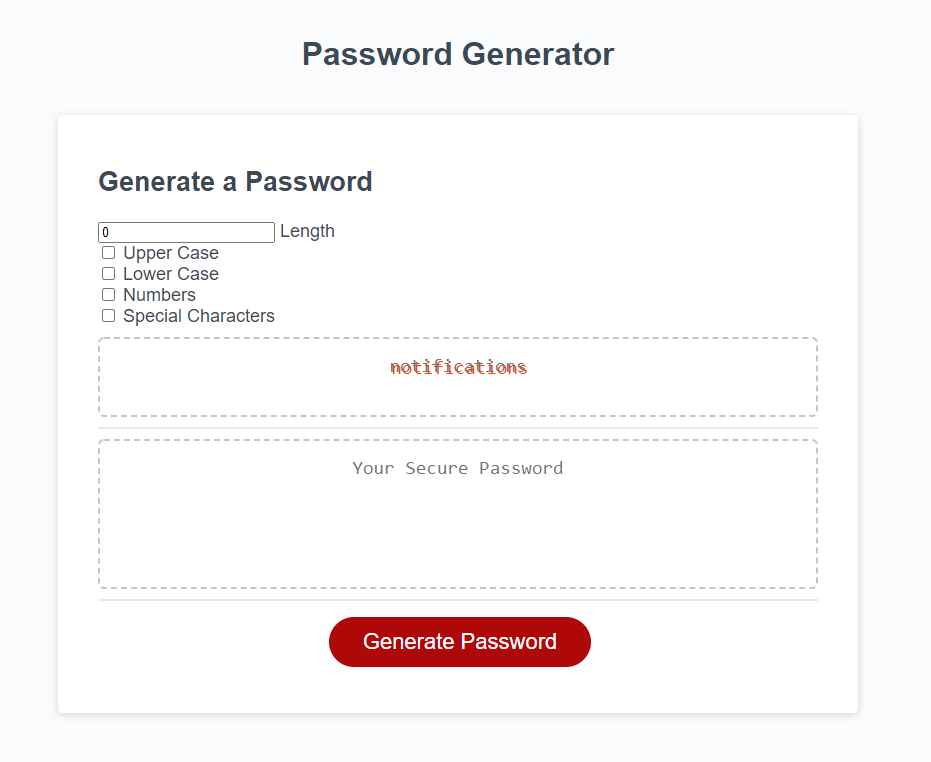 Password Generator
Generate a Password
0 Length
Upper Case
Lower Case
Numbers
Special Characters
notifications
Your Secure Password
Generate Password